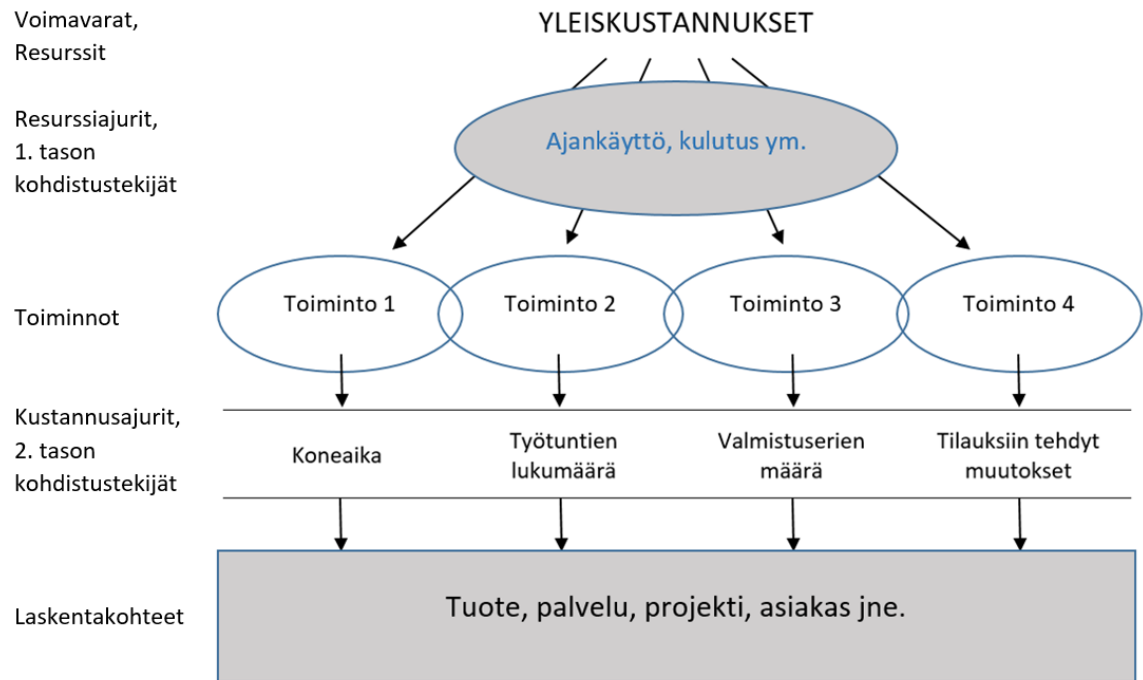 Voimavarat,
Resurssit
YLEISKUSTANNUKSET
Resurssiajurit,
1. tason
kohdistustekijät
Ajankäyttö, kulutus ym.
Toiminnot
Toiminto 1
Toiminto 2
Toiminto 3
Toiminto 4
Kustannusajurit,
2. tason
kohdistustekijät
Koneaika
Työtuntien
lukumäärä
Valmistuserien
määrä
Tilauksiin tehdyt
muutokset
Laskentakohteet
Tuote, palvelu, projekti, asiakas jne.